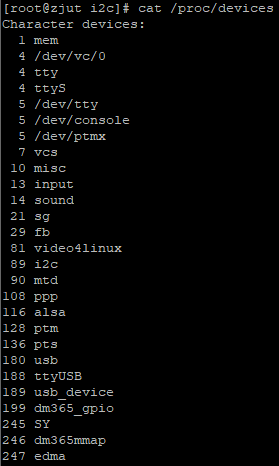 [root@zjut i2c]# cat /proc/devices
Character devices:
1 mem
4 /dev/vc/0
4 tty
4 ttyS
5 /dev/tty
5 /dev/console
5 /dev/ptmx
7 vcs
10 misc
13 input
14 sound
21 sg
29 fb
81 video4linux
89 i2c
90 mtd
108 ppp
116 alsa
128 ptm
136 pts
180 usb
188 ttyUSB
189 usb_device
199 dm365_gpio
245 SY
246 dm365mmap
247 edma